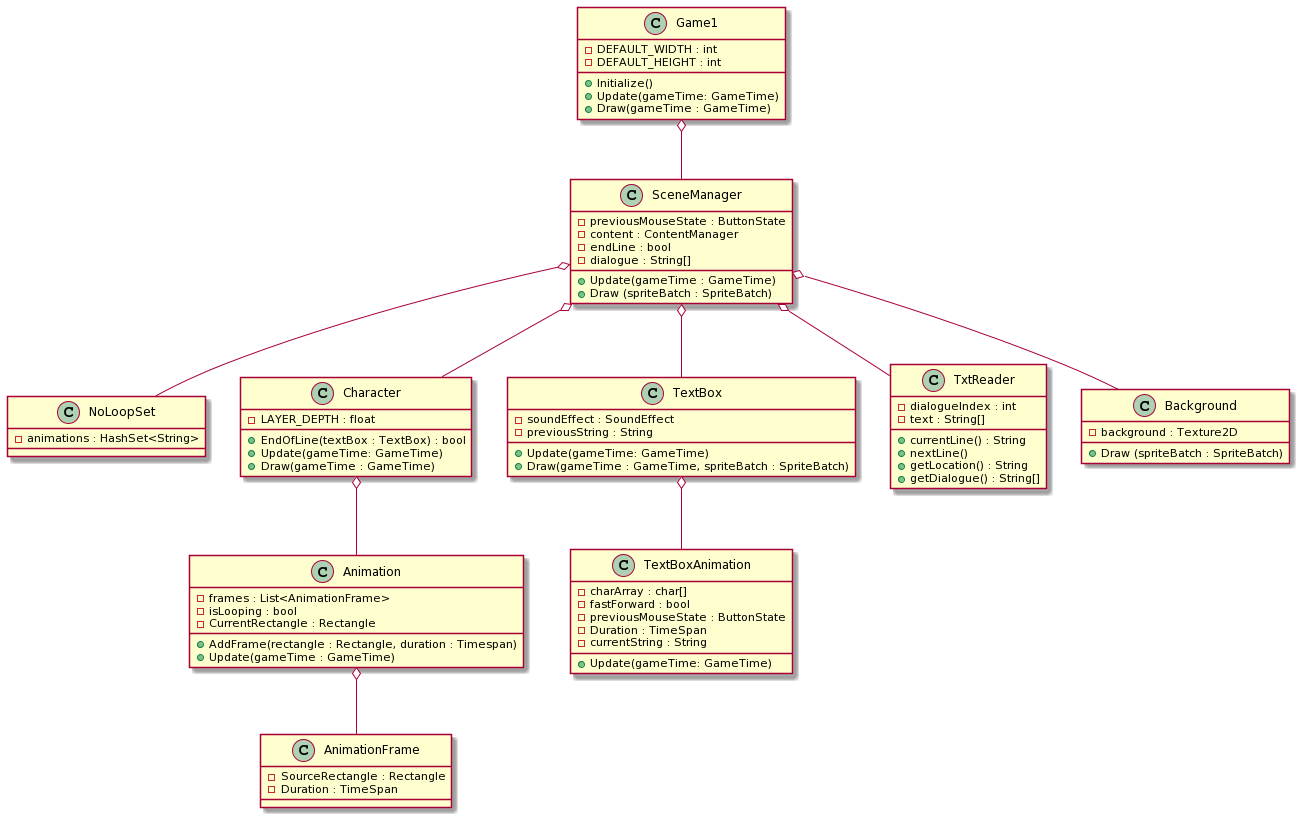 C Game1
DEFAULT_WIDTH : int
DEFAULT_HEIGHT : int
Initialize()
Update(gameTime: GameTime)
Draw(gameTime : GameTime)
C SceneManager
previousMouseState : ButtonState
content : ContentManager
endLine : bool
dialogue : String[]
Update(gameTime : GameTime)
Draw (spriteBatch : SpriteBatch)
C NoLoopSet
animations : HashSet<String>
C Character
LAYER_DEPTH : float
EndOfLine(textBox : TextBox) : bool
Update(gameTime: GameTime)
Draw(gameTime : GameTime)
C TextBox
soundEffect : SoundEffect
previousString : String
Update(gameTime: GameTime)
Draw(gameTime : GameTime, spriteBatch : SpriteBatch)
C TxtReader
dialogueIndex : int
text : String[]
currentLine() : String
nextLine()
getLocation() : String
getDialogue() : String[]
C Background
background : Texture2D
Draw (spriteBatch : SpriteBatch)
C Animation
frames : List<AnimationFrame>
isLooping : bool
CurrentRectangle : Rectangle
AddFrame(rectangle : Rectangle, duration : Timespan)
Update(gameTime : GameTime)
C TextBoxAnimation
charArray : char[]
fastForward : bool
previousMouseState : ButtonState
Duration : TimeSpan
currentString : String
Update(gameTime: GameTime)
C AnimationFrame
SourceRectangle : Rectangle
Duration : TimeSpan